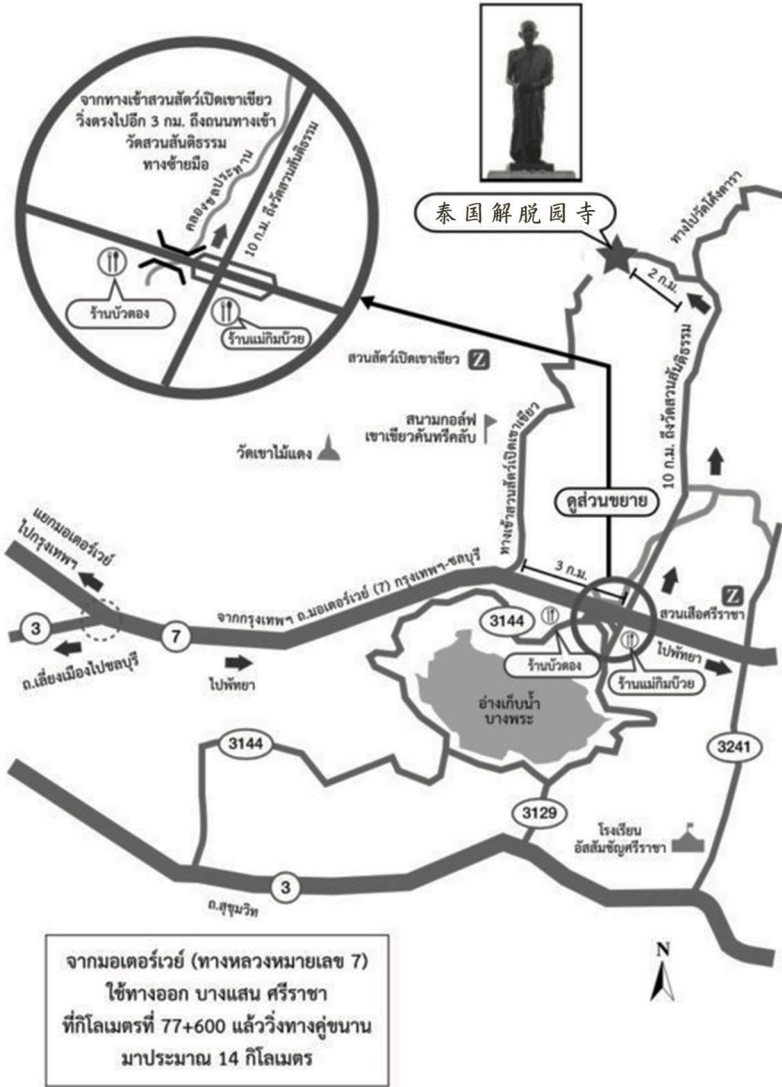 จากทางเข้าสวนสัตว์เปิดเขาเขียว
วิ่งตรงไปอีก 3 กม. ถึงถนนทางเข้า
วัดสวนสันติธรรม
ทางซ้ายมือ
คลองชลประทาน
10 ก.ม. ถึงวัดสวนสันติธรรม
ร้านบัวตอง
ร้านแม่กิมบ๊วย
泰国解脱园寺
ทางไปวัดโค้งดารา
2 ก.ม.
สวนสัตว์เปิดเขาเขียว Z
สนามกอล์ฟ
เขาเขียวคันทรีคลับ
วัดเขาไม้แดง
ทางเข้าสวนสัตว์เปิดเขาเขียว
10 ก.ม. ถึงวัดสวนสันติธรรม
ดูส่วนขยาย
แยกมอเตอร์เวย์
ไปกรุงเทพฯ
จากกรุงเทพฯ ถ.มอเตอร์เวย์ (7) กรุงเทพฯ-ชลบุรี
3 ก.ม.
Z
สวนเสือศรีราชา
3
7
3144
ถ.เลี่ยงเมืองไปชลบุรี
ไปพัทยา
ร้านบัวตอง
ไปพัทยา
ร้านแม่กิมบ๊วย
อ่างเก็บน้ำ
บางพระ
3144
3241
3129
โรงเรียน
อัสสัมชัญศรีราชา
3
ถ.สุขุมวิท
N
จากมอเตอร์เวย์ (ทางหลวงหมายเลข 7)
ใช้ทางออก บางแสน ศรีราชา
ที่กิโลเมตรที่ 77+600 แล้ววิ่งทางคู่ขนาน
มาประมาณ 14 กิโลเมตร